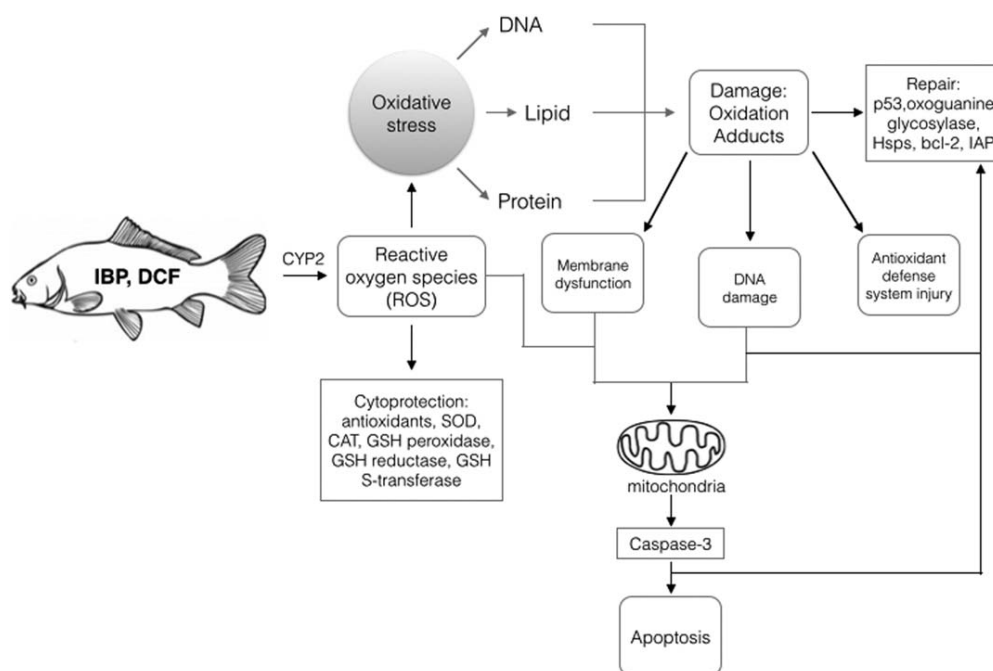 DNA
Oxidative
stress
Lipid
Protein
Damage:
Oxidation
Adducts
Repair:
p53,oxoguanine
glycosylase,
Hsps, bcl-2, IAP
IBP, DCF
CYP2
Reactive
oxygen species
(ROS)
Membrane
dysfunction
DNA
damage
Antioxidant
defense
system injury
Cytoprotection:
antioxidants, SOD,
CAT, GSH peroxidase,
GSH reductase, GSH
S-transferase
mitochondria
Caspase-3
Apoptosis